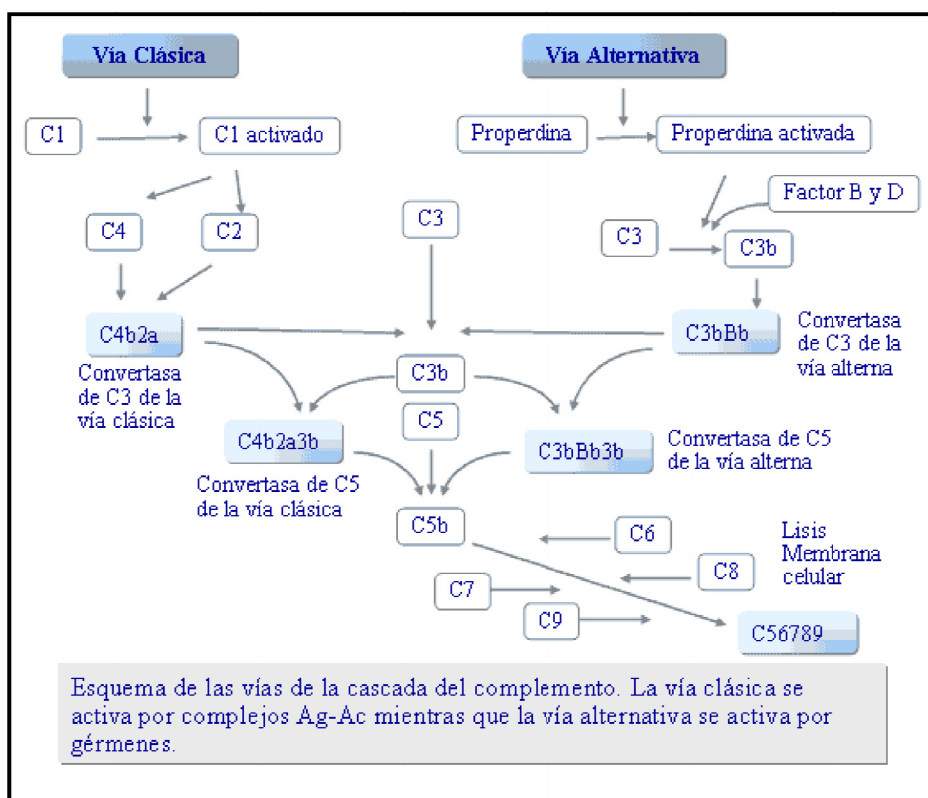 Vía Clásica
Vía Alternativa
C1
C1 activado
Properdina
Properdina activada
Factor B y D
C4
C2
C3
C3
C3b
C4b2a
C3bBb
Convertasa
de C3 de la
vía alterna
Convertasa
de C3 de la
vía clásica
C3b
C5
C4b2a3b
C3bBb3b
Convertasa de C5
de la vía alterna
Convertasa de C5
de la vía clásica
C5b
C6
Lisis
Membrana
celular
C8
C7
C9
C56789
Esquema de las vías de la cascada del complemento. La vía clásica se
activa por complejos Ag-Ac mientras que la vía alternativa se activa por
gérmenes.